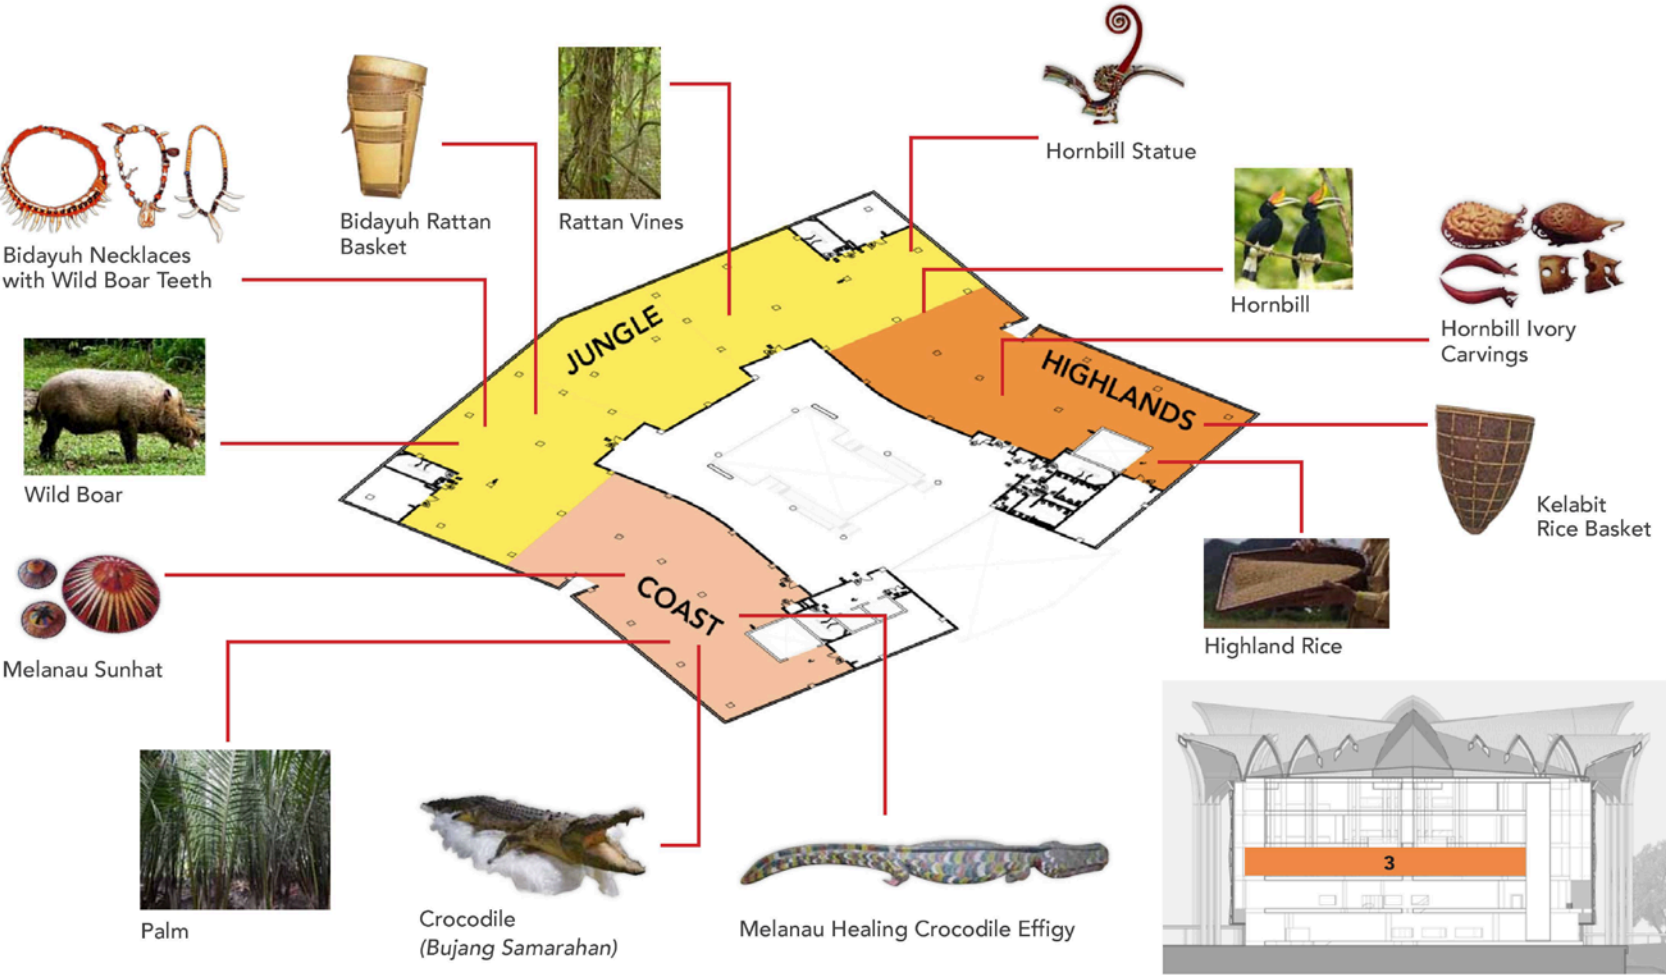 Hornbill Statue
Bidayuh Rattan
Basket
Rattan Vines
Bidayuh Necklaces
with Wild Boar Teeth
Hornbill
Hornbill Ivory
Carvings
JUNGLE
HIGHLANDS
Wild Boar
Kelabit
Rice Basket
COAST
Melanau Sunhat
Highland Rice
3
Palm
Crocodile
(Bujang Samarahan)
Melanau Healing Crocodile Effigy